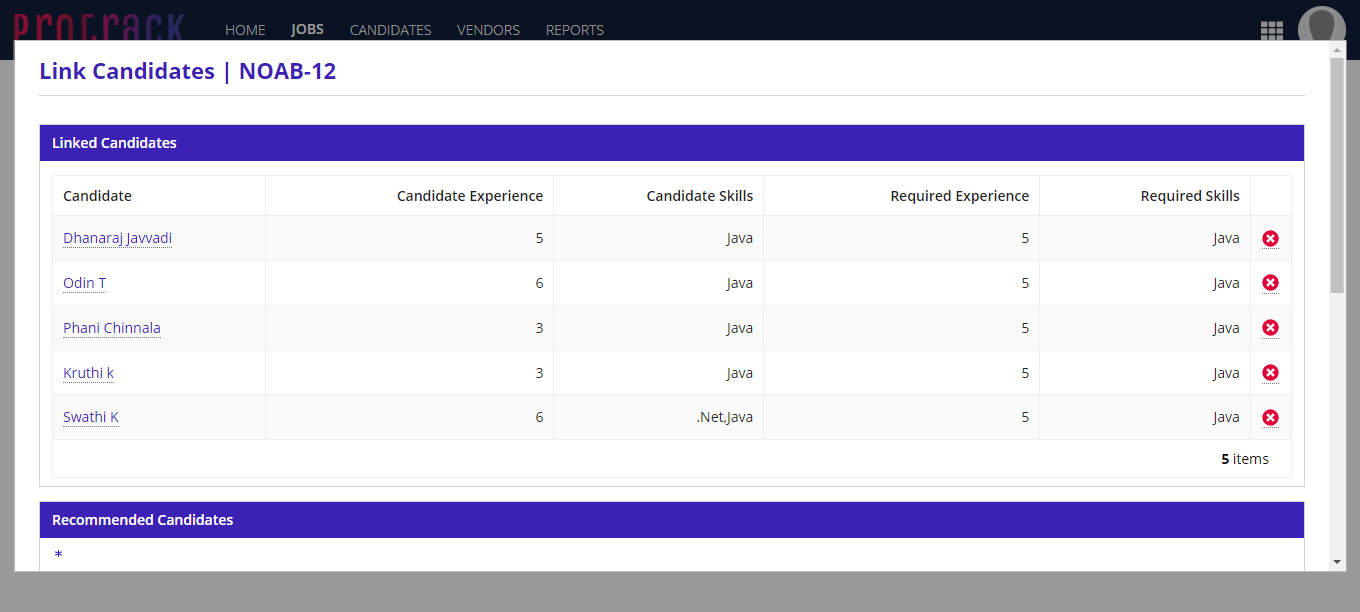 ProTrack HOME JOBS CANDIDATES VENDORS REPORTS
Link Candidates | NOAB-12
Linked Candidates
Candidate Candidate Experience Candidate Skills Required Experience Required Skills
Dhanaraj Javvadi 5 Java 5 Java
Odin T 6 Java 5 Java
Phani Chinnala 3 Java 5 Java
Kruthi k 3 Java 5 Java
Swathi K 6 .Net,Java 5 Java
5 items
Recommended Candidates
*